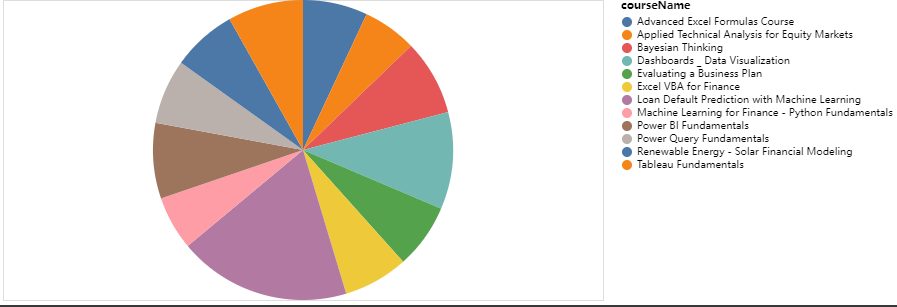 courseName
Advanced Excel Formulas Course
Applied Technical Analysis for Equity Markets
Bayesian Thinking
Dashboards _ Data Visualization
Evaluating a Business Plan
Excel VBA for Finance
Loan Default Prediction with Machine Learning
Machine Learning for Finance - Python Fundamentals
Power BI Fundamentals
Power Query Fundamentals
Renewable Energy - Solar Financial Modeling
Tableau Fundamentals